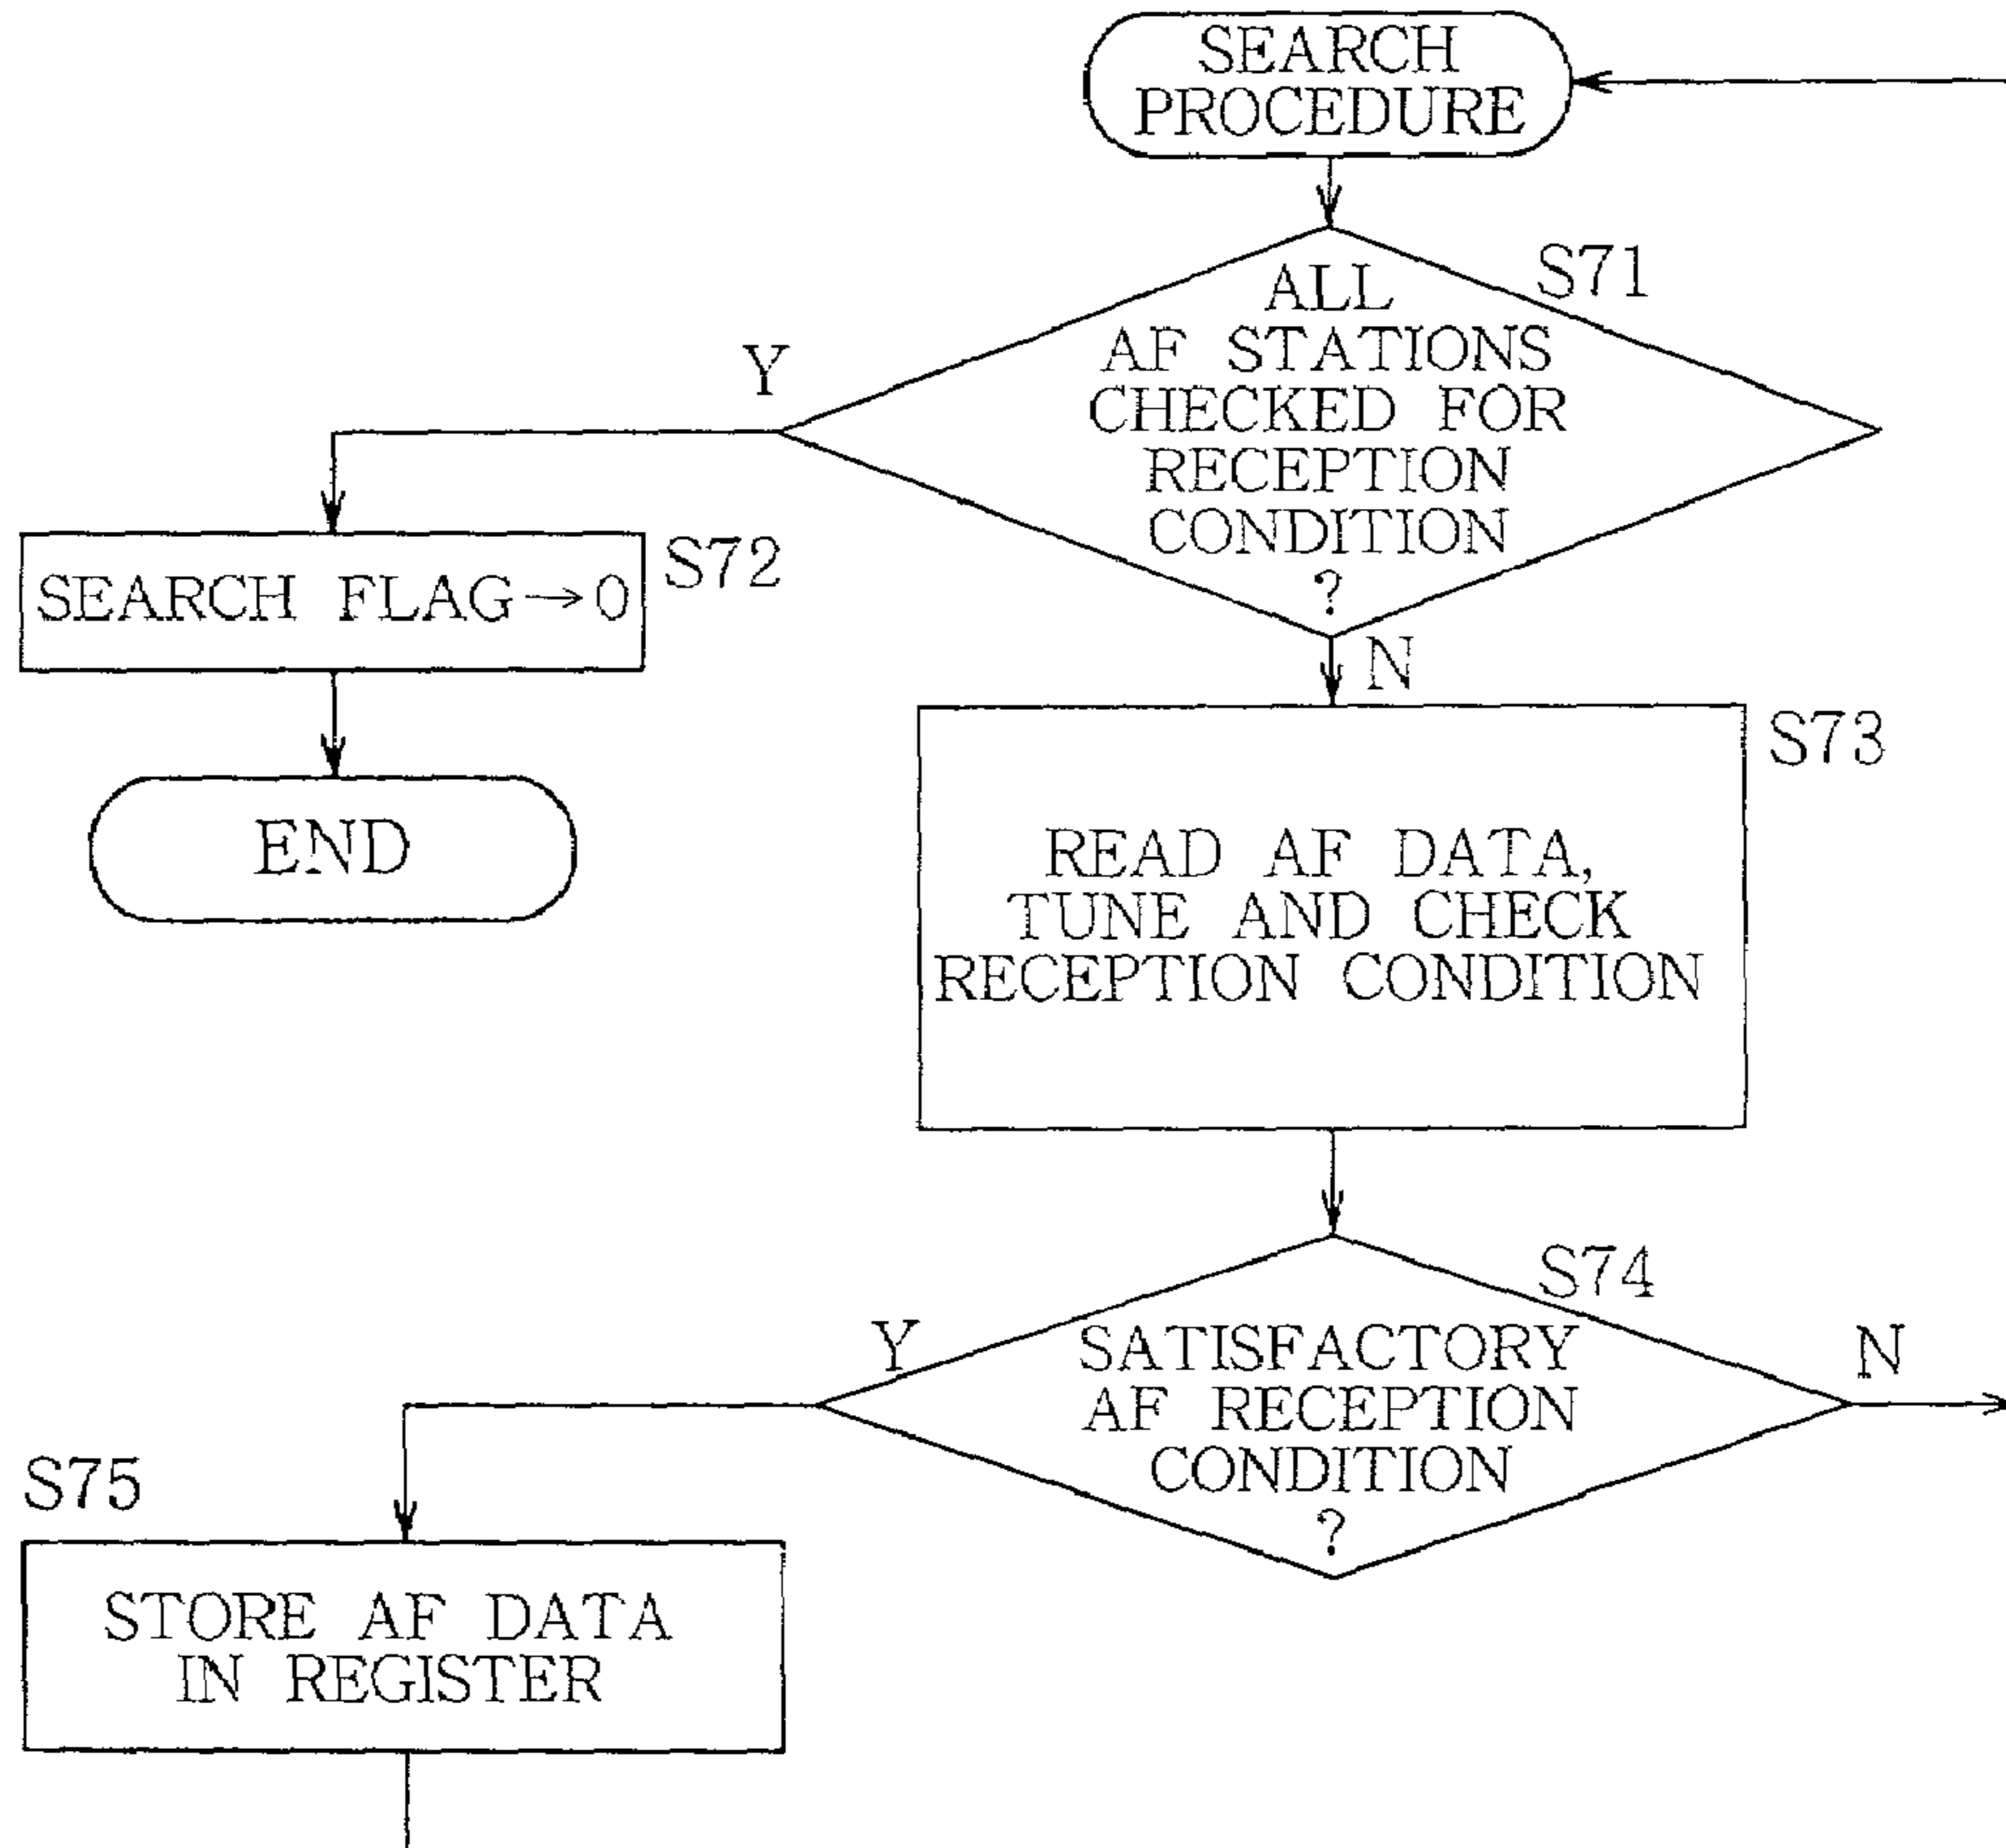 SEARCH
PROCEDURE
S71
ALL
AF STATIONS
CHECKED FOR
RECEPTION
CONDITION
?
Y
N
S72
SEARCH FLAG→0
END
S73
READ AF DATA,
TUNE AND CHECK
RECEPTION CONDITION
S74
SATISFACTORY
AF RECEPTION
CONDITION
?
Y
N
S75
STORE AF DATA
IN REGISTER